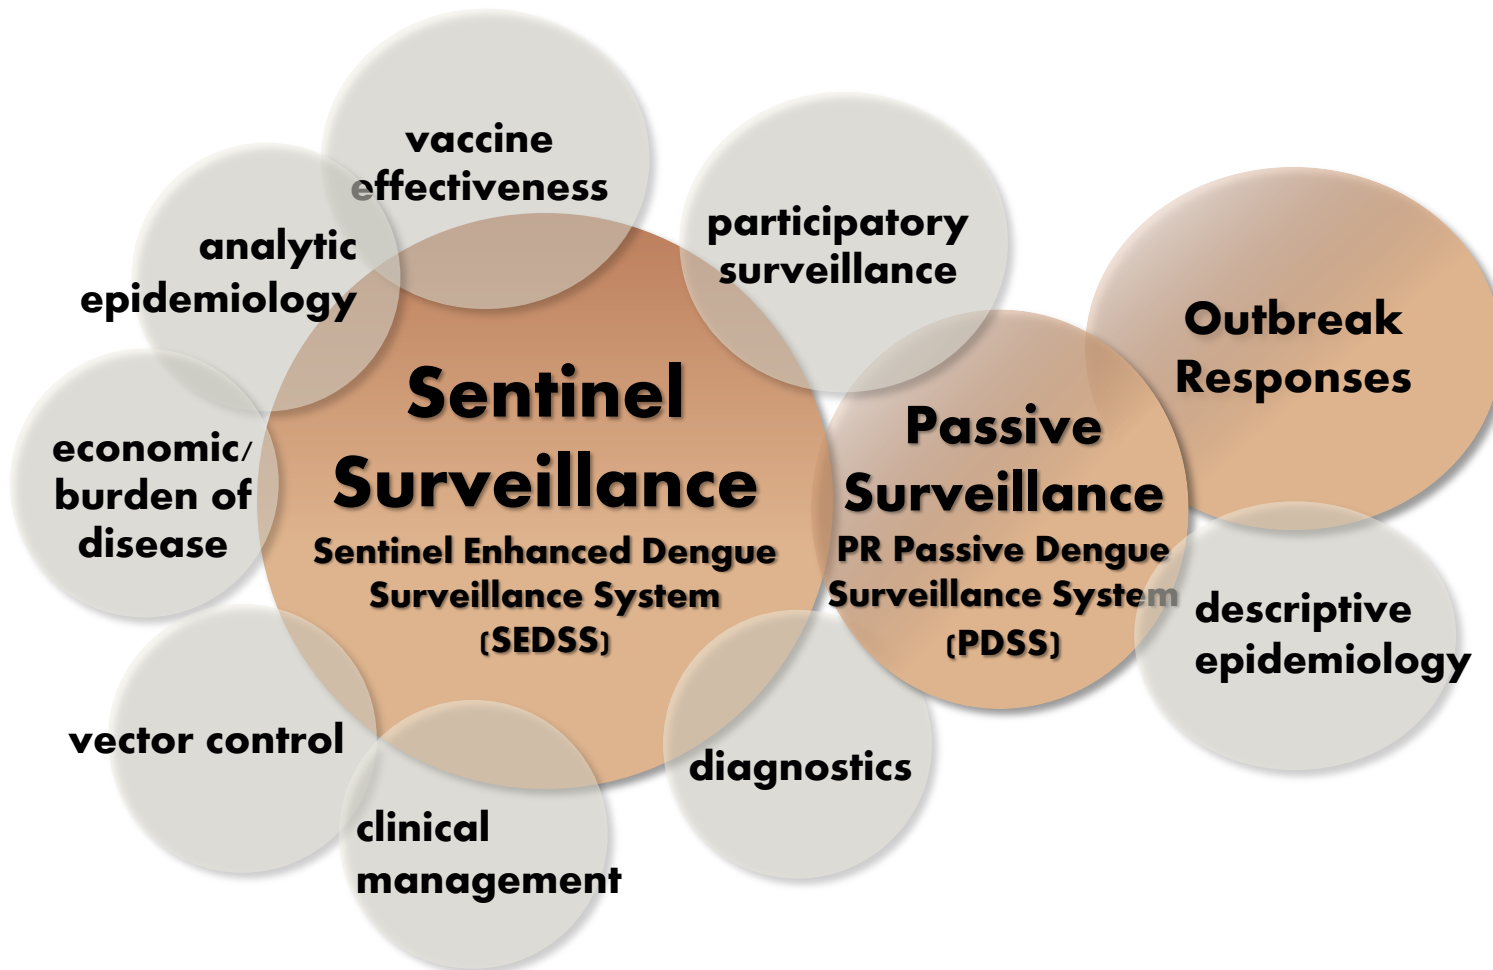 vaccine
effectiveness
analytic
epidemiology
participatory
surveillance
Outbreak
Responses
economic/
burden of
disease
Sentinel
Surveillance
Sentinel Enhanced Dengue
Surveillance System
(SEDSS)
Passive
Surveillance
PR Passive Dengue
Surveillance System
(PDSS)
descriptive
epidemiology
vector control
clinical
management
diagnostics